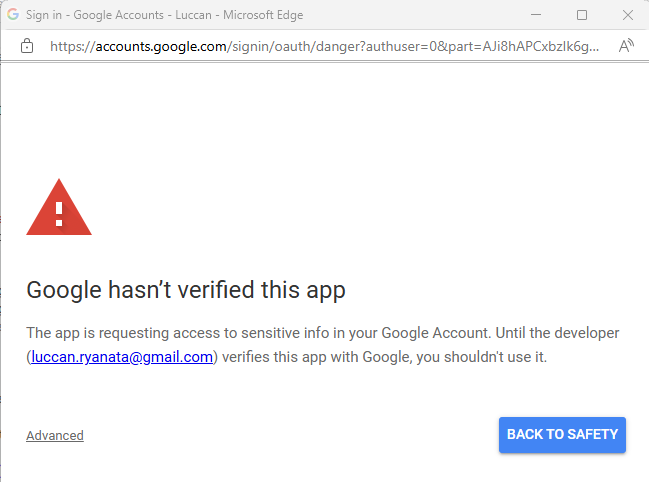 Sign in - Google Accounts - Luccan - Microsoft Edge
https://accounts.google.com/signin/oauth/danger?authuser=0&part=AJi8hAPCxbzIk6g...
Google hasn't verified this app
The app is requesting access to sensitive info in your Google Account. Until the developer
(luccan.ryanata@gmail.com) verifies this app with Google, you shouldn't use it.
Advanced
BACK TO SAFETY